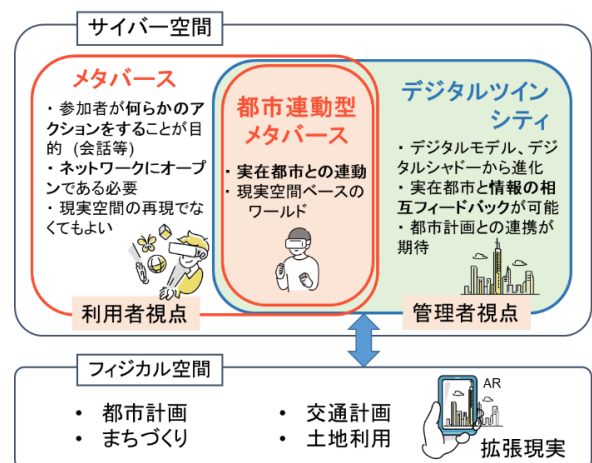 サイバー空間
メタバース
・参加者が何らかのア
クションをすることが目
的 (会話等)
・ネットワークにオープ
ンである必要
・現実空間の再現でな
くてもよい
利用者視点
都市連動型
メタバース
・実在都市との連動
・現実空間ベースの
ワールド
デジタルツイン
シティ
・デジタルモデル、デジ
タルシャドーから進化
・実在都市と情報の相
互フィードバックが可能
・都市計画との連携が
期待
管理者視点
フィジカル空間
• 都市計画
• まちづくり
• 交通計画
• 土地利用
AR
拡張現実